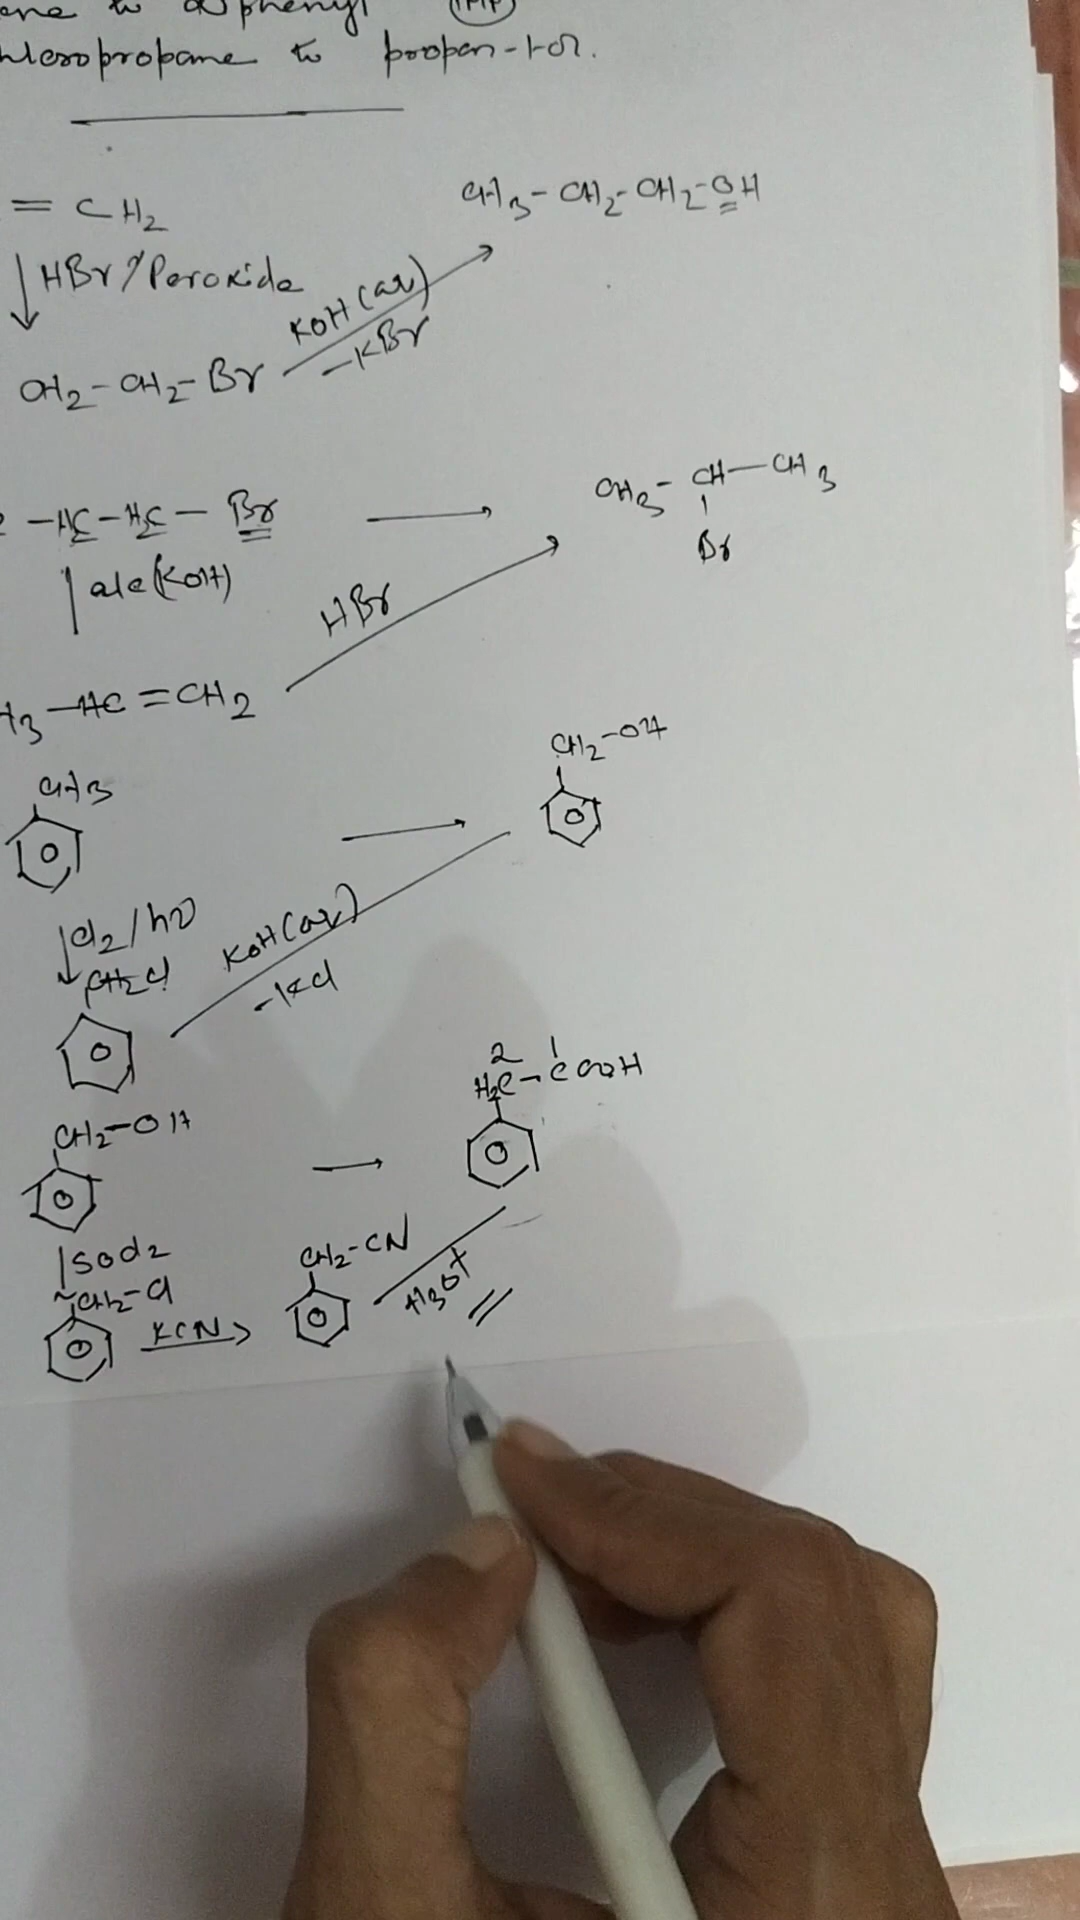 to
propan-1-ol.
CH3-CH2-CH2-OH
= CH2
HBr/Peroxide
KOH(aq)
-KBr
CH2-CH2-Br
CH3-CH-CH3
Br
-HC-H2C-Br
alc(KOH)
HBr
H3-HC=CH2
CH2-OH
CH3
Cl2/hν
KOH(aq)
CH2Cl
-KCl
2 1
H2C-COOH
CH2-OH
SOCl2
CH2-CN
CH2-Cl
H3O+
KCN